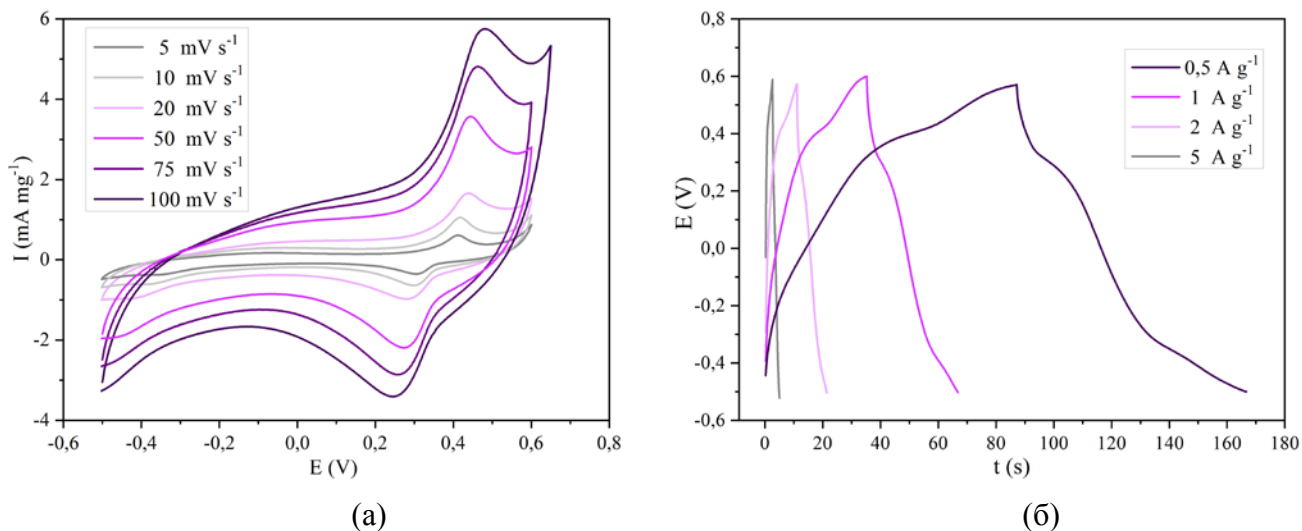 6
4
2
0
-2
-4
-0,6
-0,4
-0,2
0,0
0,2
0,4
0,6
0,8
I (mA mg⁻¹)
E (V)
5 mV s⁻¹
10 mV s⁻¹
20 mV s⁻¹
50 mV s⁻¹
75 mV s⁻¹
100 mV s⁻¹
(а)
0,8
0,6
0,4
0,2
0,0
-0,2
-0,4
-0,6
0
20
40
60
80
100
120
140
160
180
E (V)
t (s)
0,5 A g⁻¹
1 A g⁻¹
2 A g⁻¹
5 A g⁻¹
(б)